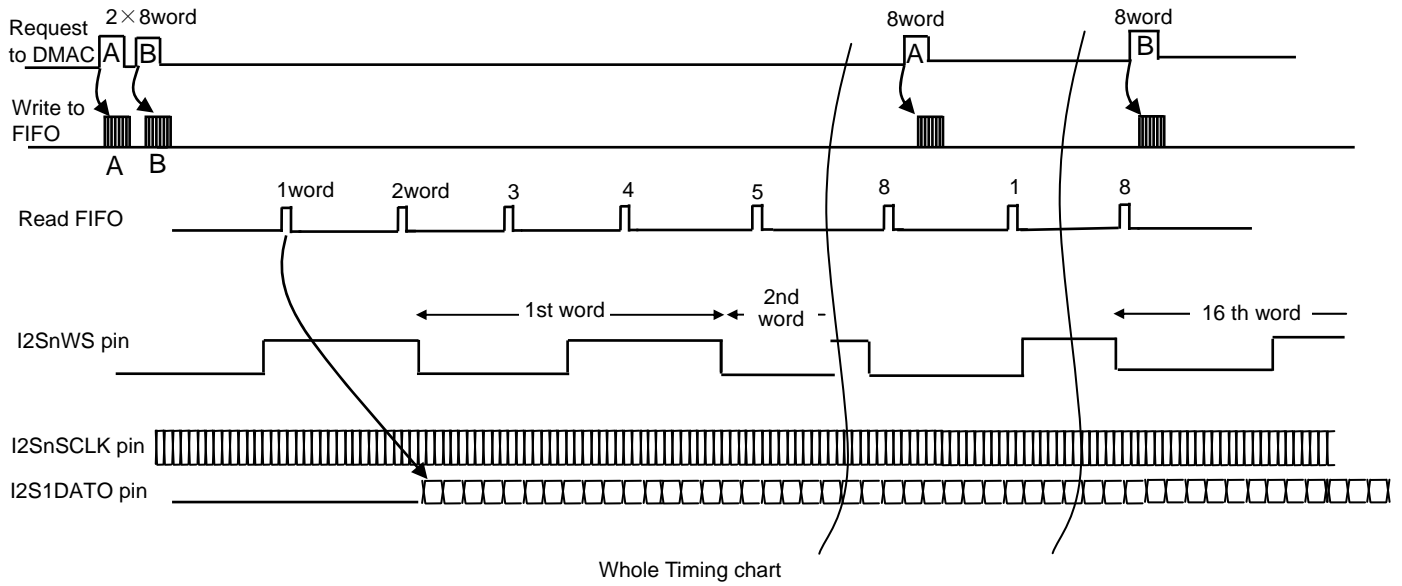 2×8word 8word 8word
Request
to DMAC A B A B
Write to
FIFO
A B
1word 2word 3 4 5 8 1 8
Read FIFO
1st word 2nd
word 16 th word
I2SnWS pin
I2SnSCLK pin
I2S1DATO pin
Whole Timing chart